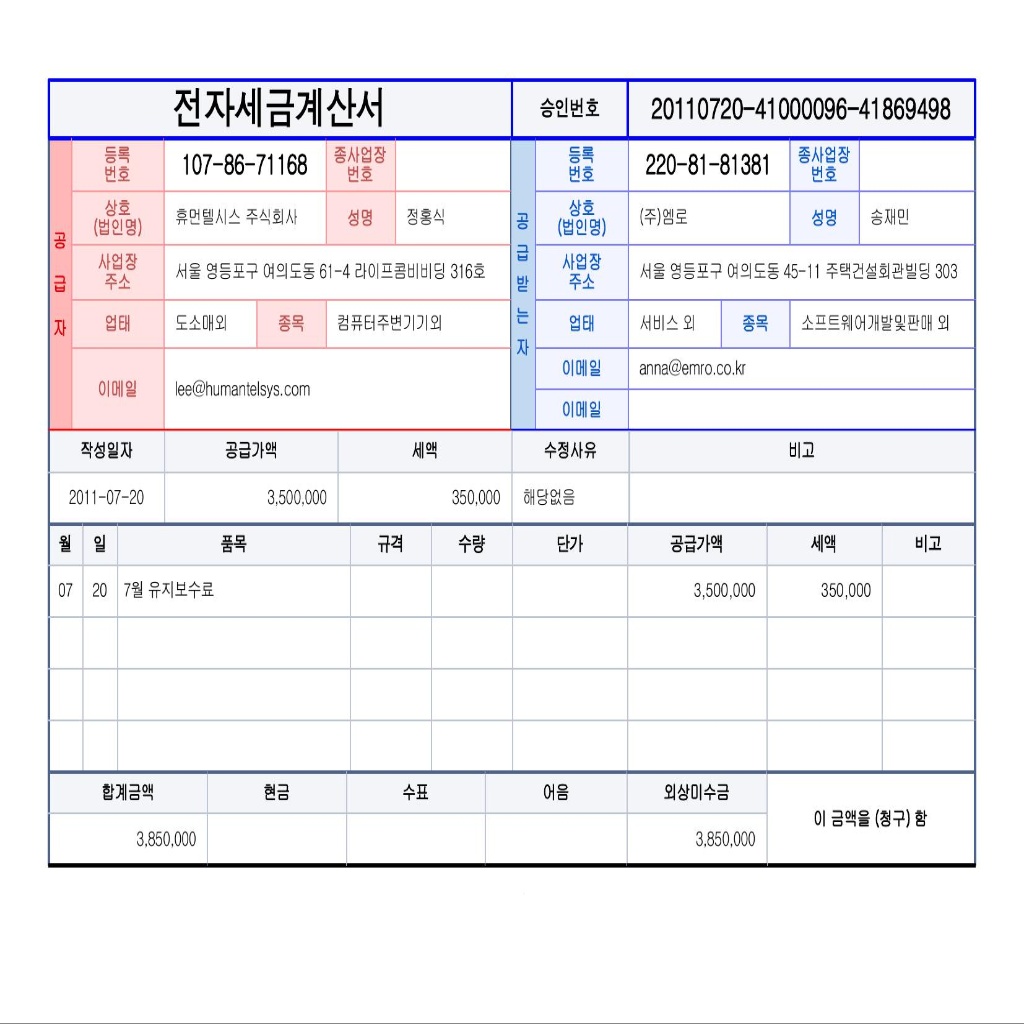 전자세금계산서 승인번호 20110720-41000096-41869498
공급자
등록번호 107-86-71168 종사업장번호
상호(법인명) 휴먼텔시스 주식회사 성명 정홍식
사업장주소 서울 영등포구 여의도동 61-4 라이프콤비비딩 316호
업태 도소매외 종목 컴퓨터주변기기외
이메일 lee@humantelsys.com
공급받는자
등록번호 220-81-81381 종사업장번호
상호(법인명) (주)엠로 성명 송재민
사업장주소 서울 영등포구 여의도동 45-11 주택건설회관빌딩 303
업태 서비스 외 종목 소프트웨어개발및판매 외
이메일 anna@emro.co.kr
이메일
작성일자 공급가액 세액 수정사유 비고
2011-07-20 3,500,000 350,000 해당없음
월 일 품목 규격 수량 단가 공급가액 세액 비고
07 20 7월 유지보수료 3,500,000 350,000
합계금액 현금 수표 어음 외상미수금 이 금액을 (청구) 함
3,850,000 3,850,000